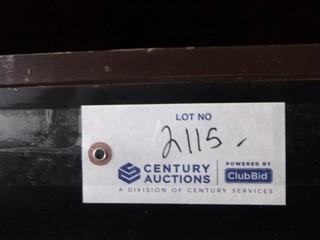 LOT NO
2115-
CENTURY AUCTIONS
POWERED BY ClubBid
A DIVISION OF CENTURY SERVICES